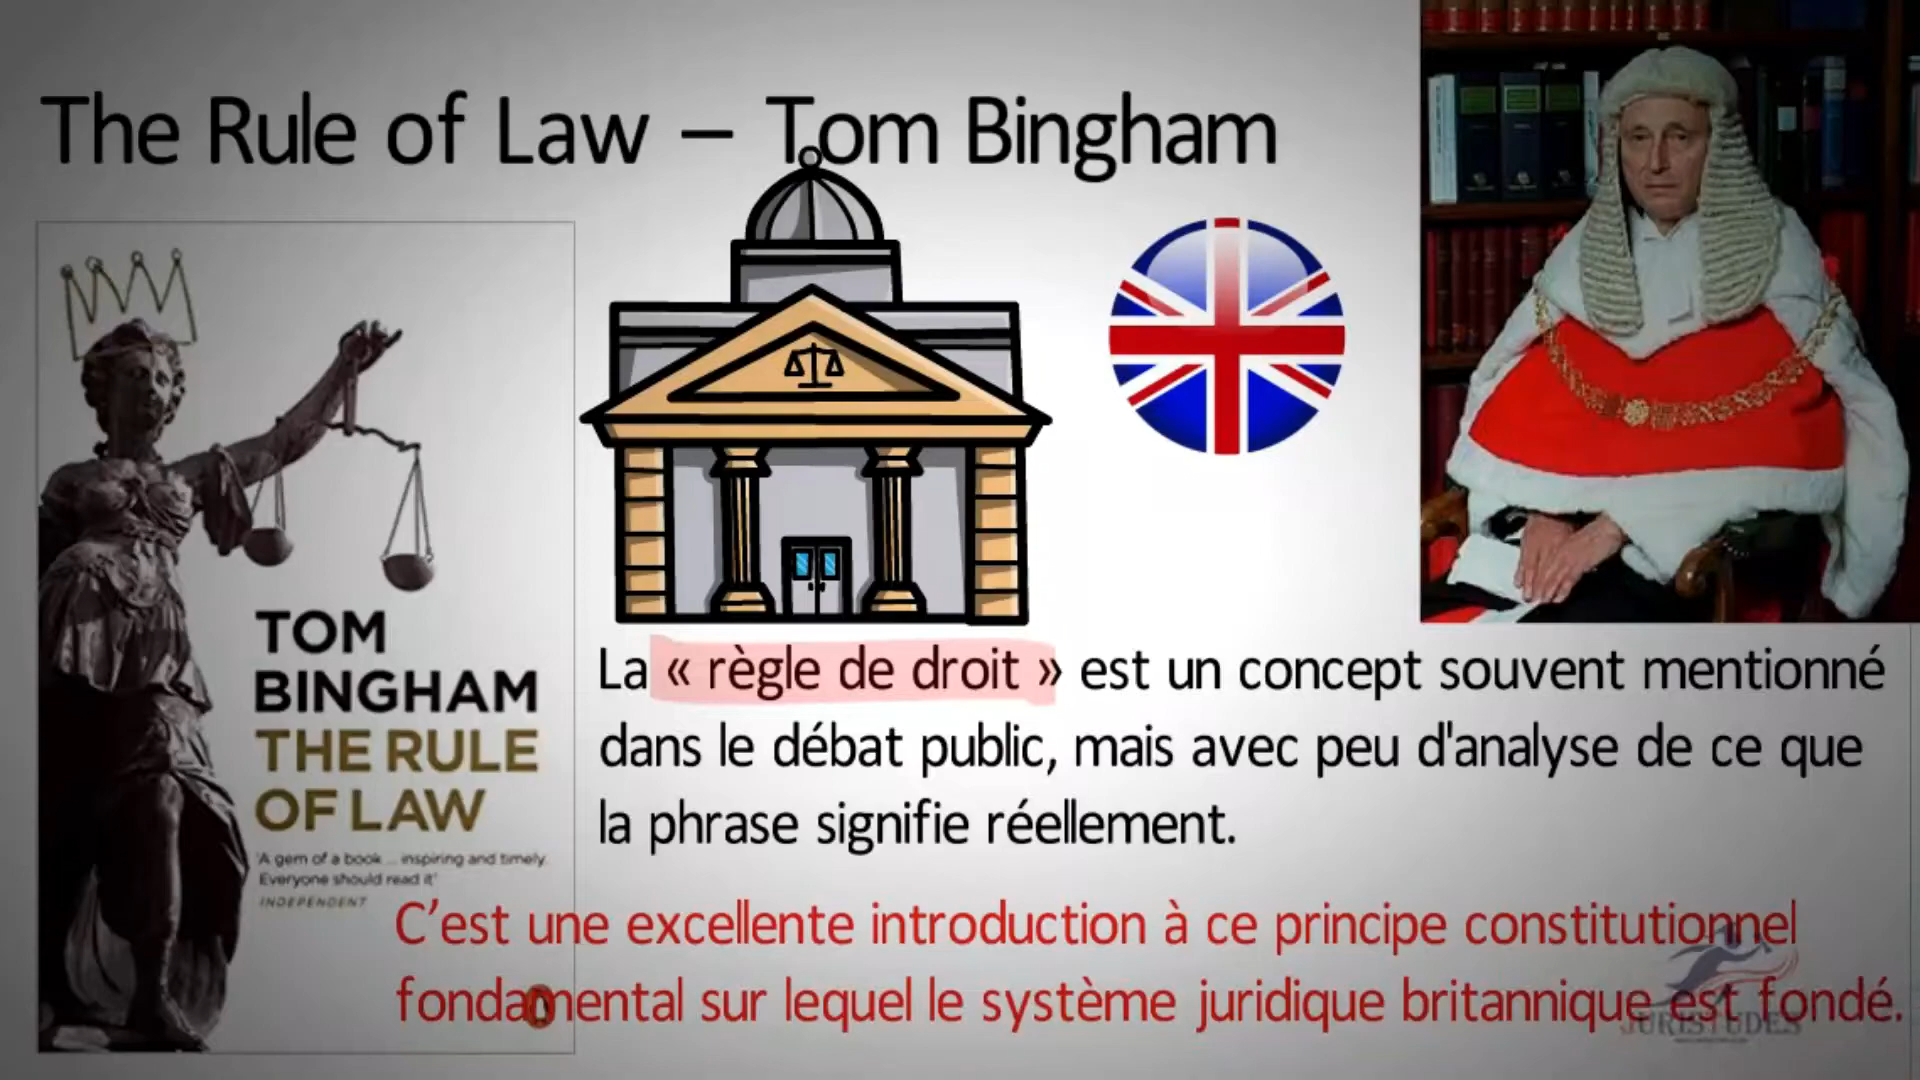 The Rule of Law – Tom Bingham
TOM
BINGHAM
THE RULE
OF LAW
'A gem of a book ... inspiring and timely.
Everyone should read it'
INDEPENDENT
La « règle de droit » est un concept souvent mentionné
dans le débat public, mais avec peu d'analyse de ce que
la phrase signifie réellement.
C'est une excellente introduction à ce principe constitutionnel
fondamental sur lequel le système juridique britannique est fondé.
JURISTUDES